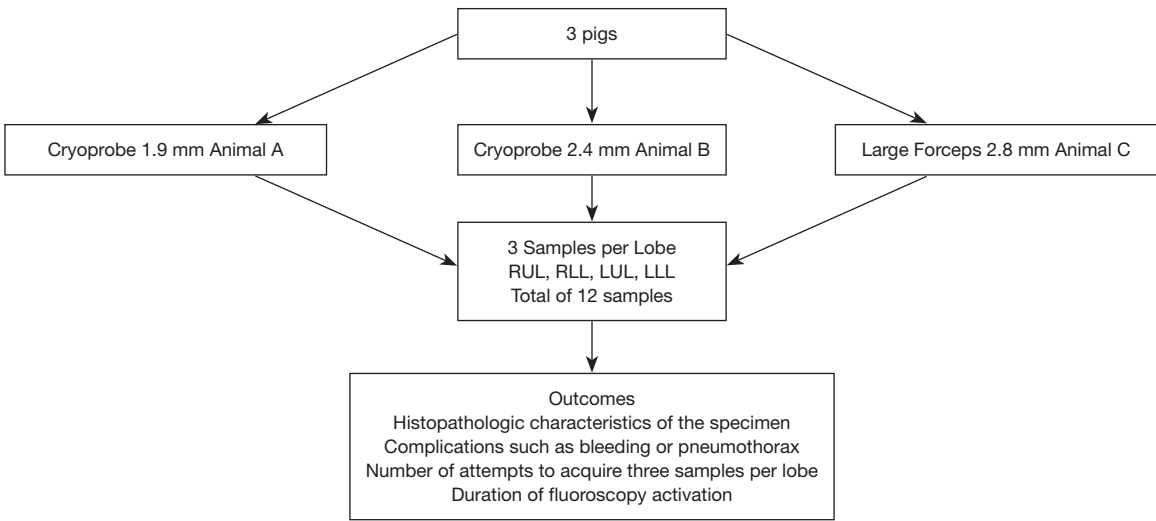 3 pigs
Cryoprobe 1.9 mm Animal A
Cryoprobe 2.4 mm Animal B
Large Forceps 2.8 mm Animal C
3 Samples per Lobe
RUL, RLL, LUL, LLL
Total of 12 samples
Outcomes
Histopathologic characteristics of the specimen
Complications such as bleeding or pneumothorax
Number of attempts to acquire three samples per lobe
Duration of fluoroscopy activation